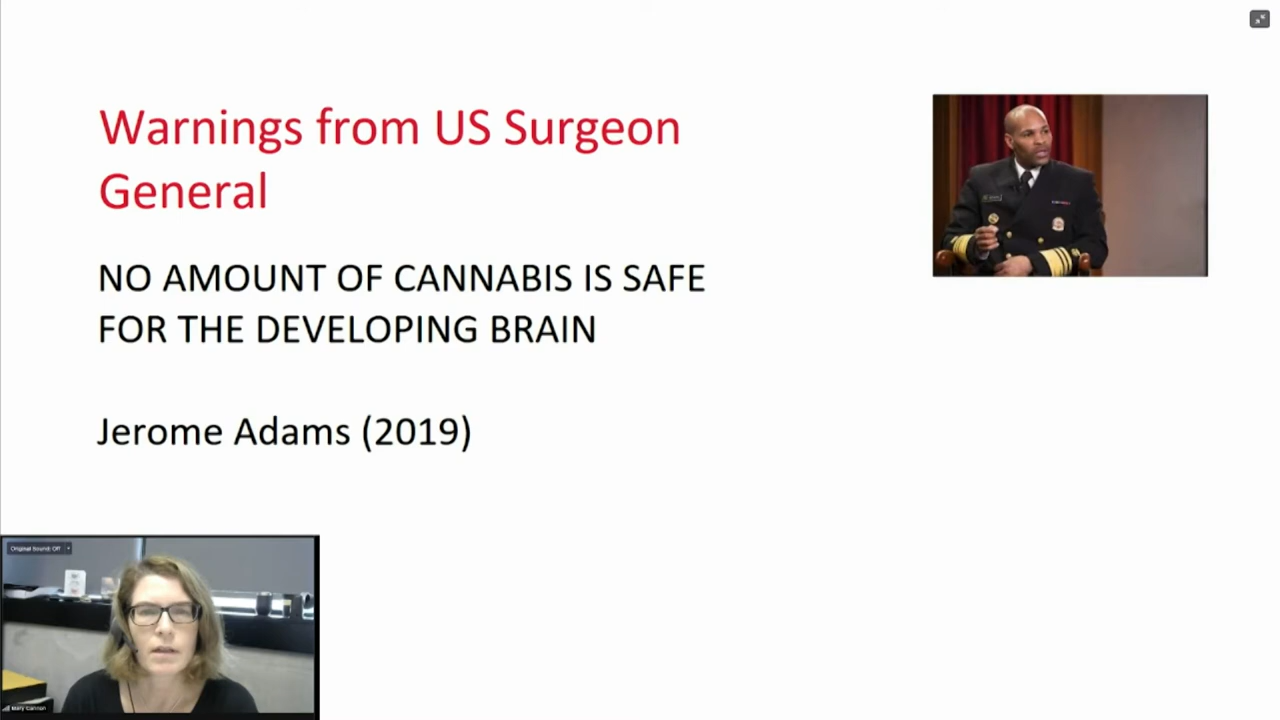 Warnings from US Surgeon
General
NO AMOUNT OF CANNABIS IS SAFE
FOR THE DEVELOPING BRAIN
Jerome Adams (2019)
Original Sound: Off
Mary Cannon